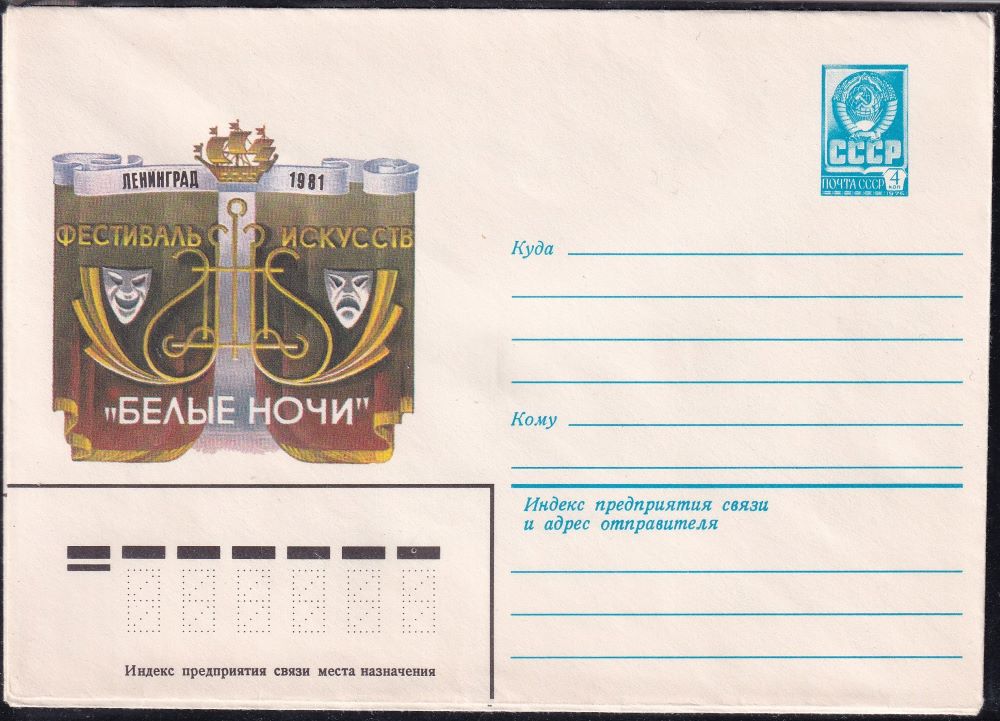 ЛЕНИНГРАД 1981
ФЕСТИВАЛЬ ИСКУССТВ
"БЕЛЫЕ НОЧИ"
СССР
ПОЧТА СССР 4 КОП
1976
Куда
Кому
Индекс предприятия связи
и адрес отправителя
Индекс предприятия связи места назначения